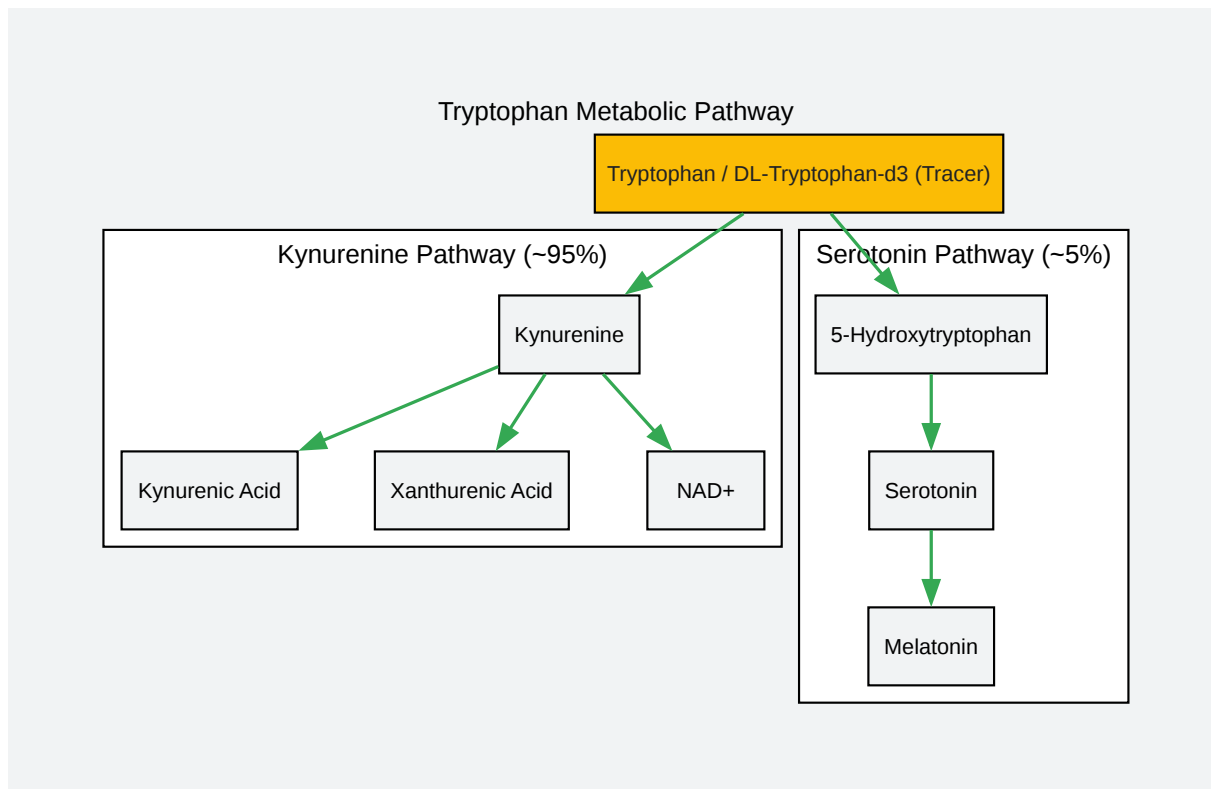 Tryptophan Metabolic Pathway
Tryptophan / DL-Tryptophan-d3 (Tracer)
Kynurenine Pathway (~95%)
Serotonin Pathway (~5%)
Kynurenine
5-Hydroxytryptophan
Kynurenic Acid
Xanthurenic Acid
NAD+
Serotonin
Melatonin